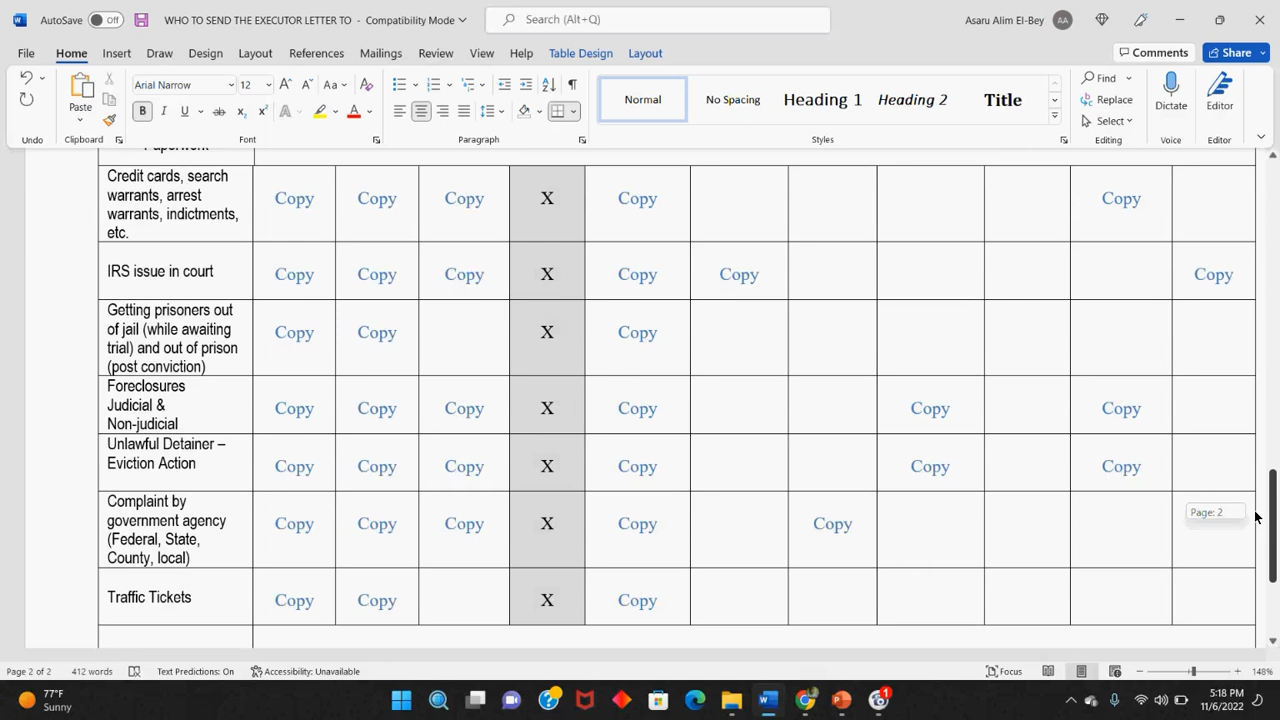 AutoSave Off WHO TO SEND THE EXECUTOR LETTER TO - Compatibility Mode Search (Alt+Q) Asaru Alim El-Bey AA
File Home Insert Draw Design Layout References Mailings Review View Help Table Design Layout Comments Share
Arial Narrow 12 Aa Find
Paste Normal No Spacing Heading 1 Heading 2 Title Replace Dictate Editor
B I U ab x₂ x² A A Select
Undo Clipboard Font Paragraph Styles Editing Voice Editor
Paperwork
Credit cards, search
warrants, arrest Copy Copy Copy X Copy Copy
warrants, indictments,
etc.
IRS issue in court Copy Copy Copy X Copy Copy Copy
Getting prisoners out
of jail (while awaiting Copy Copy X Copy
trial) and out of prison
(post conviction)
Foreclosures
Judicial & Copy Copy Copy X Copy Copy Copy
Non-judicial
Unlawful Detainer –
Eviction Action Copy Copy Copy X Copy Copy Copy
Complaint by
government agency Copy Copy Copy X Copy Copy
(Federal, State,
County, local)
Page: 2
Traffic Tickets Copy Copy X Copy
Page 2 of 2 412 words Text Predictions: On Accessibility: Unavailable Focus 148%
77°F
Sunny
1
5:18 PM
11/6/2022